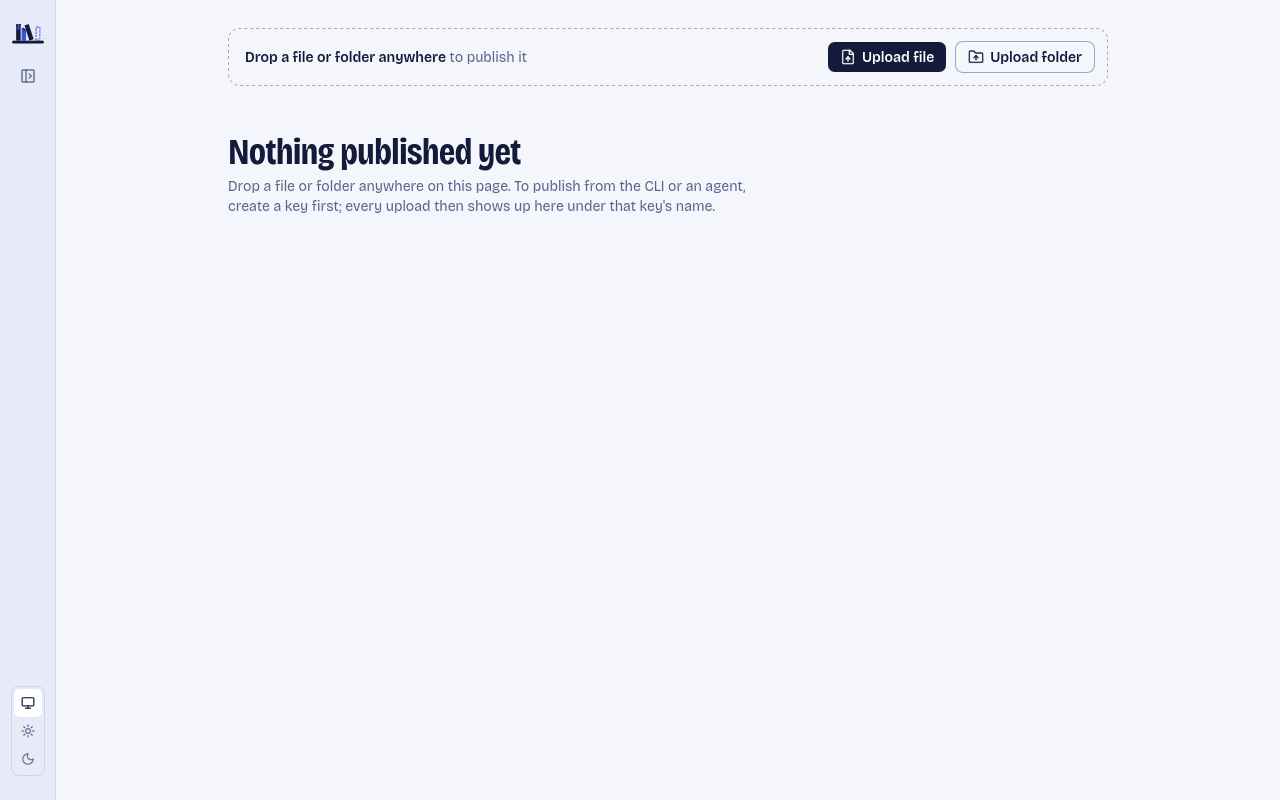 Drop a file or folder anywhere to publish it
Upload file
Upload folder
Nothing published yet
Drop a file or folder anywhere on this page. To publish from the CLI or an agent,
create a key first; every upload then shows up here under that key's name.